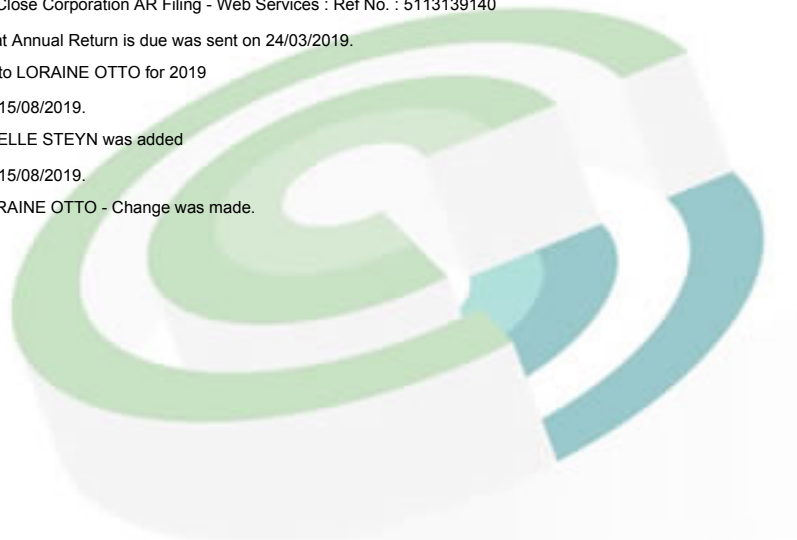 Close Corporation AR Filing - Web Services : Ref No. : 5113139140
at Annual Return is due was sent on 24/03/2019.
to LORAINE OTTO for 2019
15/08/2019.
ELLE STEYN was added
15/08/2019.
RAINE OTTO - Change was made.